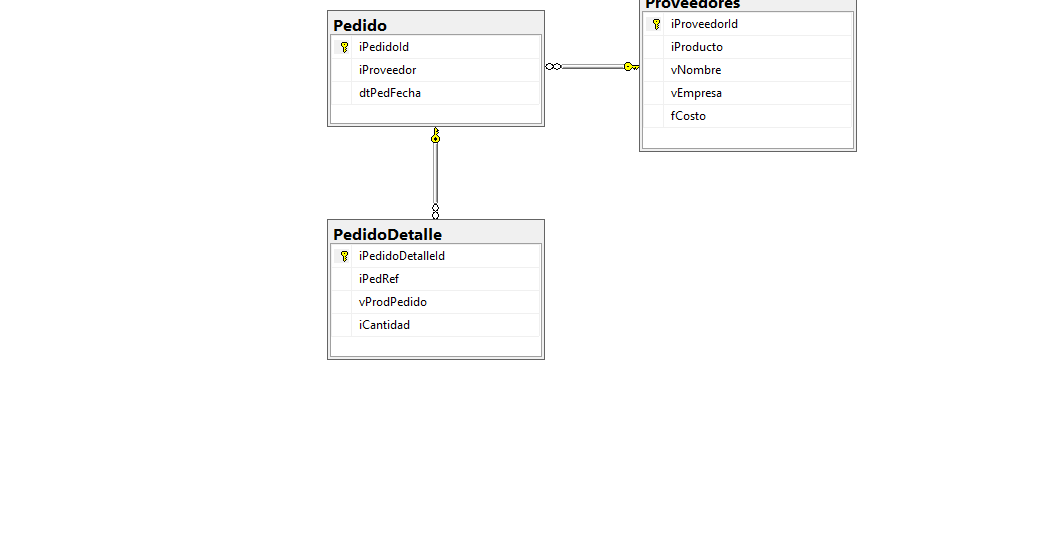 Pedido
iPedidoId
iProveedor
dtPedFecha
Proveedores
iProveedorId
iProducto
vNombre
vEmpresa
fCosto
PedidoDetalle
iPedidoDetalleId
iPedRef
vProdPedido
iCantidad